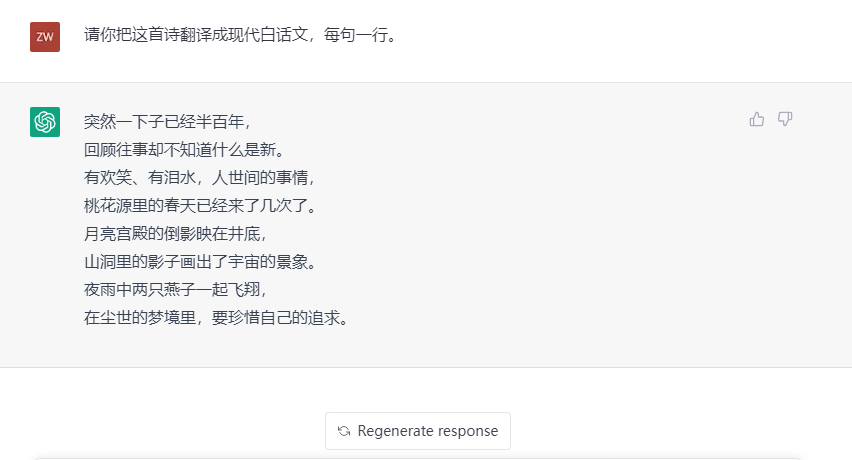 ZW
请你把这首诗翻译成现代白话文，每句一行。
突然一下子已经半百年，
回顾往事却不知道什么是新。
有欢笑、有泪水，人世间的事情，
桃花源里的春天已经来了几次了。
月亮宫殿的倒影映在井底，
山洞里的影子画出了宇宙的景象。
夜雨中两只燕子一起飞翔，
在尘世的梦境里，要珍惜自己的追求。
Regenerate response